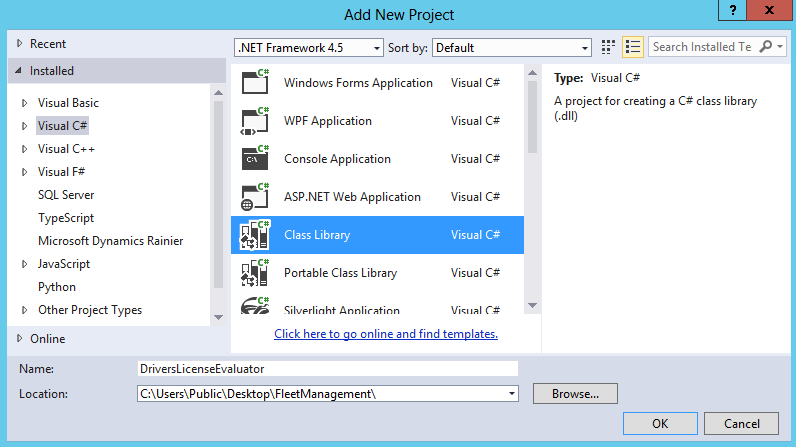 Add New Project
?
x
Recent
.NET Framework 4.5
Sort by:
Default
Search Installed Te
Installed
Visual Basic
Visual C#
Visual C++
Visual F#
SQL Server
TypeScript
Microsoft Dynamics Rainier
JavaScript
Python
Other Project Types
Online
C#
Windows Forms Application Visual C#
C#
WPF Application Visual C#
C#
C:\
Console Application Visual C#
C#
ASP.NET Web Application Visual C#
C#
Class Library Visual C#
C#
Portable Class Library Visual C#
C#
Silverlight Application Visual C#
Click here to go online and find templates.
Type: Visual C#
A project for creating a C# class library
(.dll)
Name: DriversLicenseEvaluator
Location: C:\Users\Public\Desktop\FleetManagement\
Browse...
OK
Cancel